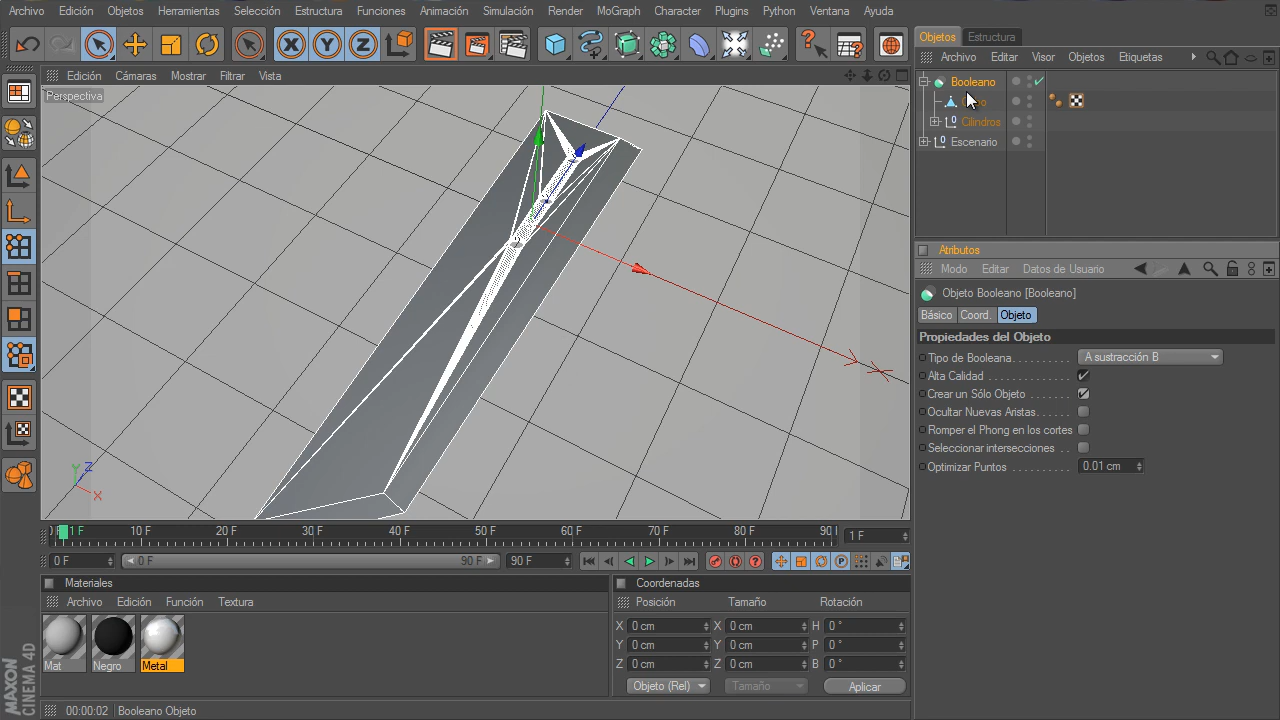 Archivo Edición Objetos Herramientas Selección Estructura Funciones Animación Simulación Render MoGraph Character Plugins Python Ventana Ayuda
Objetos Estructura
Archivo Editar Visor Objetos Etiquetas
Edición Cámaras Mostrar Filtrar Vista
Perspectiva
Booleano
Cilindros
Escenario
Atributos
Modo Editar Datos de Usuario
Objeto Booleano [Booleano]
Básico Coord. Objeto
Propiedades del Objeto
Tipo de Booleana A sustracción B
Alta Calidad
Crear un Sólo Objeto
Ocultar Nuevas Aristas
Romper el Phong en los cortes
Seleccionar intersecciones
Optimizar Puntos 0.01 cm
Y Z
X
1 F 10 F 20 F 30 F 40 F 50 F 60 F 70 F 80 F 90 1 F
0 F 0 F 90 F 90 F
Materiales
Archivo Edición Función Textura
Mat Negro Metal
Coordenadas
Posición Tamaño Rotación
X 0 cm X 0 cm H 0 °
Y 0 cm Y 0 cm P 0 °
Z 0 cm Z 0 cm B 0 °
Objeto (Rel) Tamaño Aplicar
MAXON
CINEMA 4D
00:00:02 Booleano Objeto